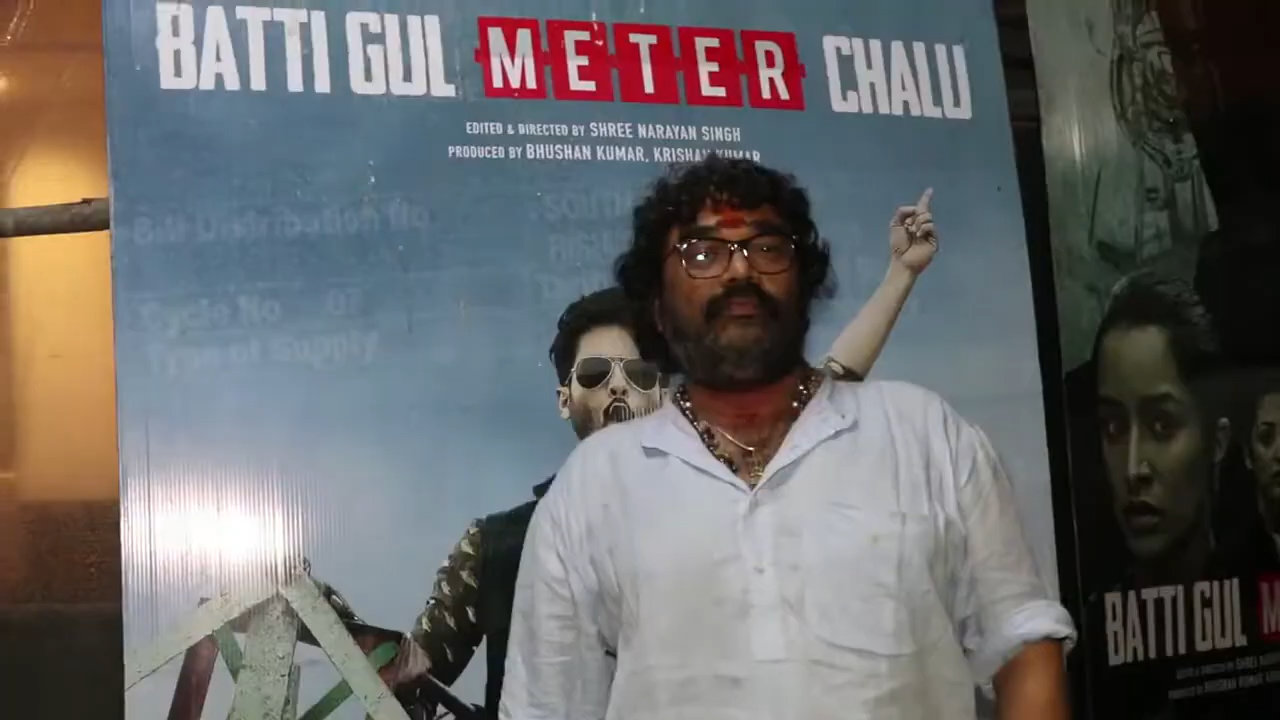 BATTI GUL METER CHALU
EDITED & DIRECTED BY SHREE NARAYAN SINGH
PRODUCED BY BHUSHAN KUMAR, KRISHAN KUMAR
Bill Distribution No
SOUTH
Cycle No 07
Type of Supply
BATTI GUL M